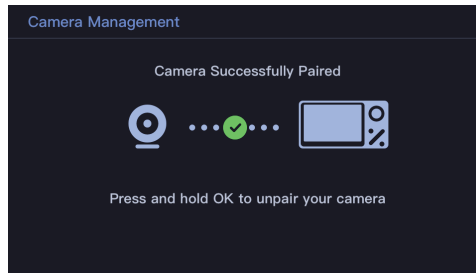 Camera Management
Camera Successfully Paired
Press and hold OK to unpair your camera